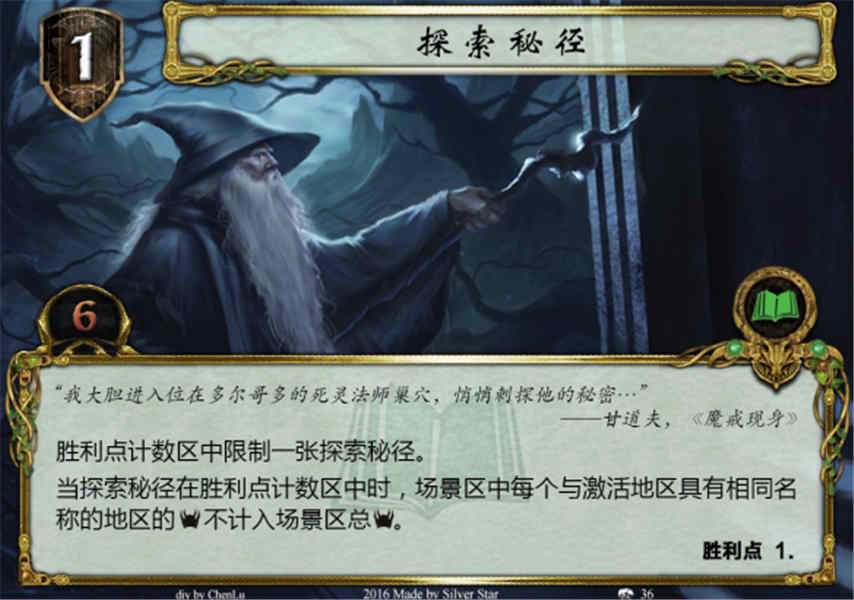 1
探索秘径
6
“我大胆进入位在多尔哥多的死灵法师巢穴，悄悄刺探他的秘密…”
——甘道夫，《魔戒现身》
胜利点计数区中限制一张探索秘径。
当探索秘径在胜利点计数区中时，场景区中每个与激活地区具有相同名
称的地区的不计入场景区总。
胜利点 1.
diy by ChenLu 2016 Made by Silver Star 36